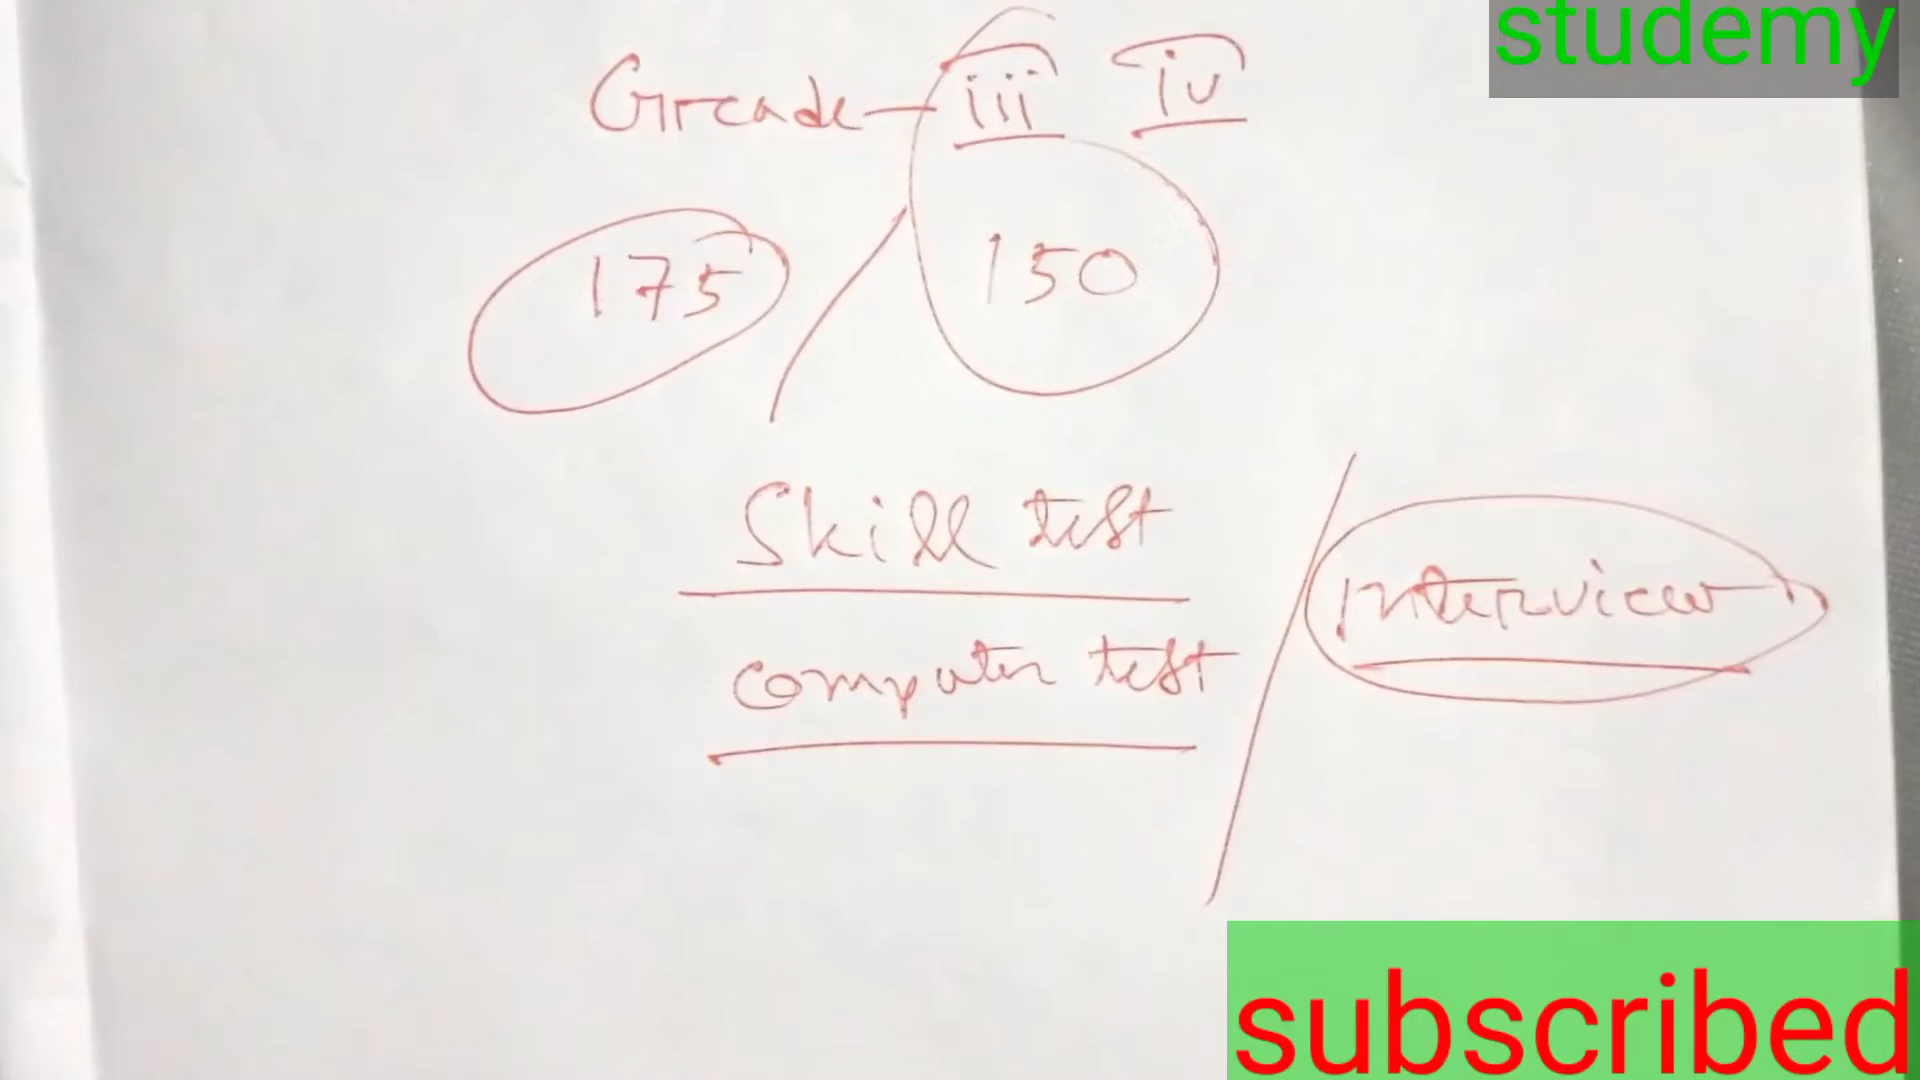 studemy
Grade - iii iv
175 / 150
Skill test
computer test / interview
subscribed